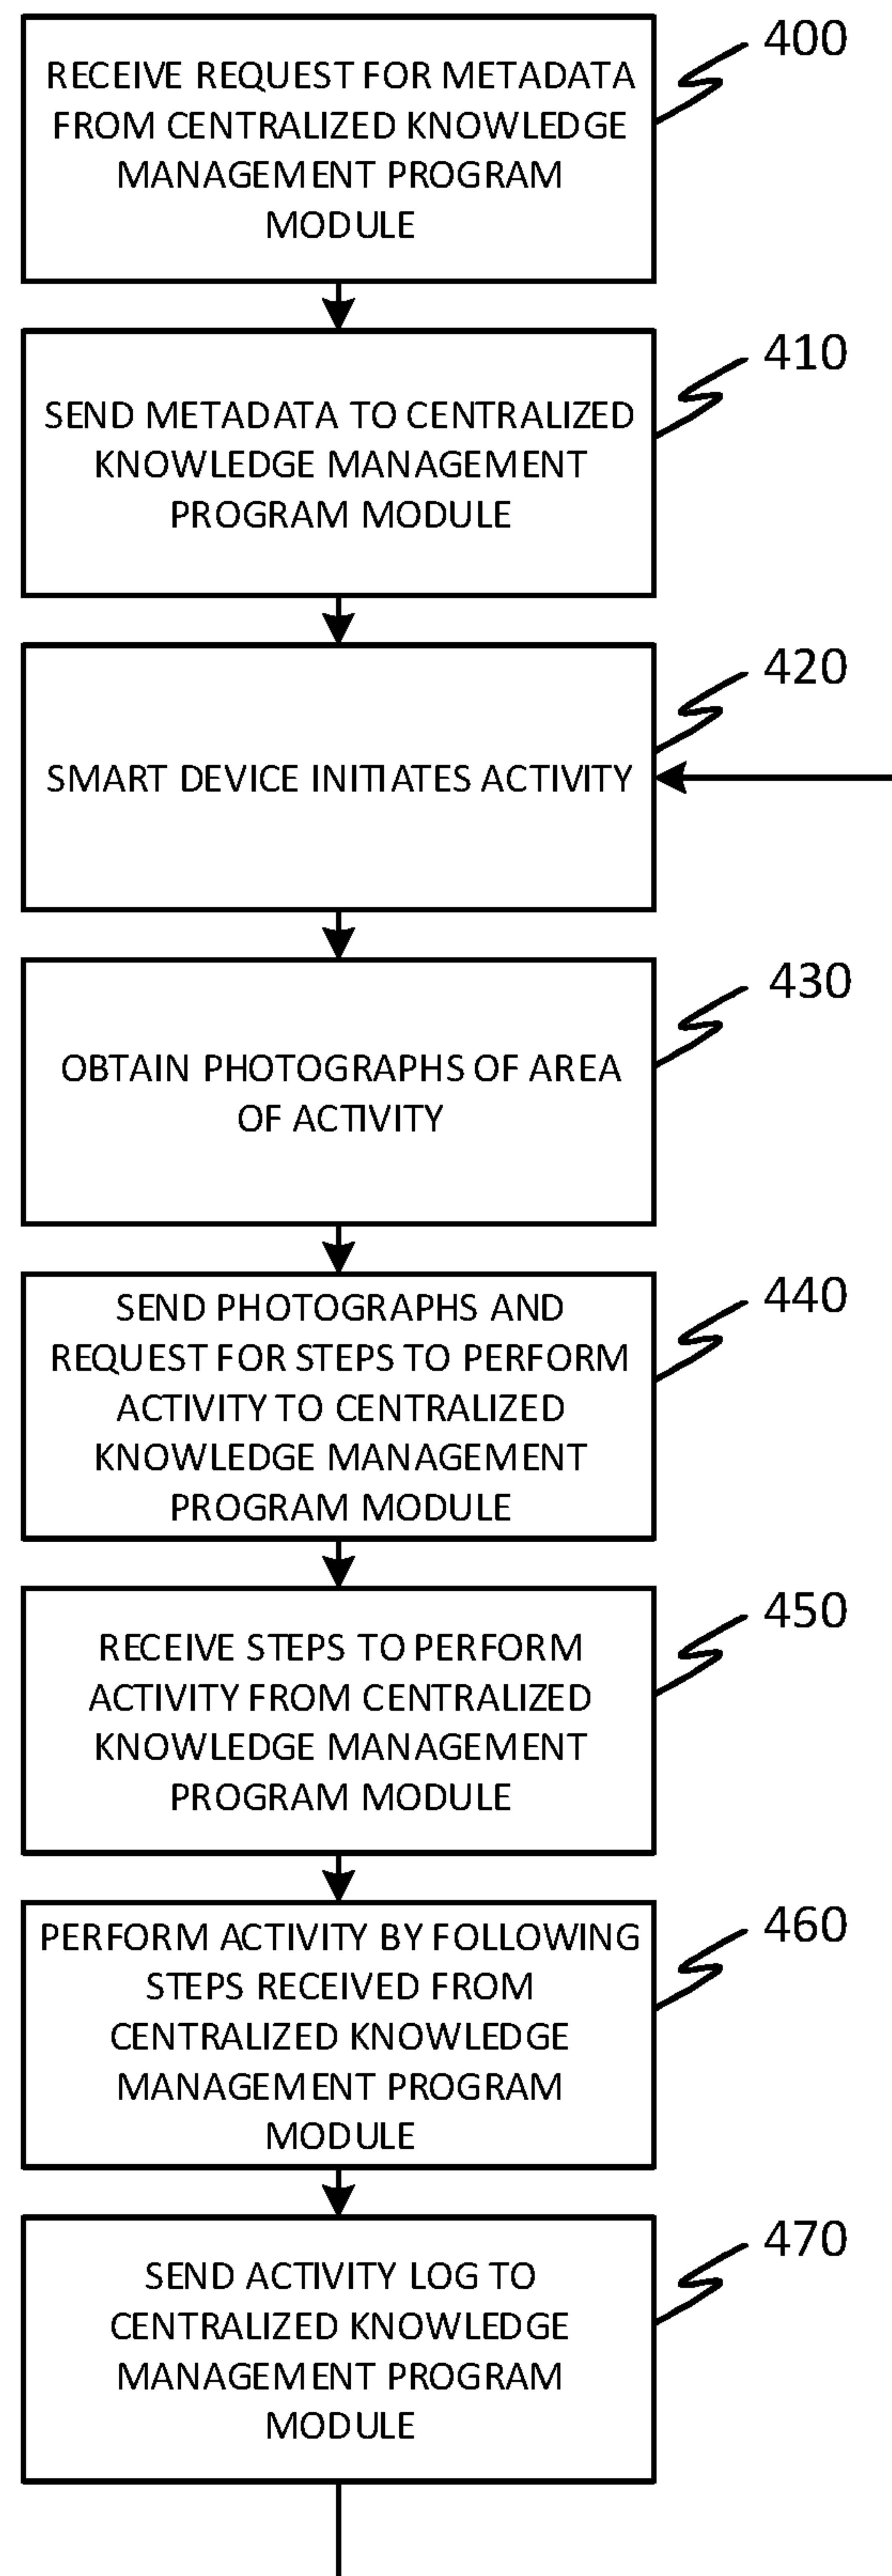 400
RECEIVE REQUEST FOR METADATA
FROM CENTRALIZED KNOWLEDGE
MANAGEMENT PROGRAM
MODULE
410
SEND METADATA TO CENTRALIZED
KNOWLEDGE MANAGEMENT
PROGRAM MODULE
420
SMART DEVICE INITIATES ACTIVITY
430
OBTAIN PHOTOGRAPHS OF AREA
OF ACTIVITY
440
SEND PHOTOGRAPHS AND
REQUEST FOR STEPS TO PERFORM
ACTIVITY TO CENTRALIZED
KNOWLEDGE MANAGEMENT
PROGRAM MODULE
450
RECEIVE STEPS TO PERFORM
ACTIVITY FROM CENTRALIZED
KNOWLEDGE MANAGEMENT
PROGRAM MODULE
460
PERFORM ACTIVITY BY FOLLOWING
STEPS RECEIVED FROM
CENTRALIZED KNOWLEDGE
MANAGEMENT PROGRAM
MODULE
470
SEND ACTIVITY LOG TO
CENTRALIZED KNOWLEDGE
MANAGEMENT PROGRAM
MODULE